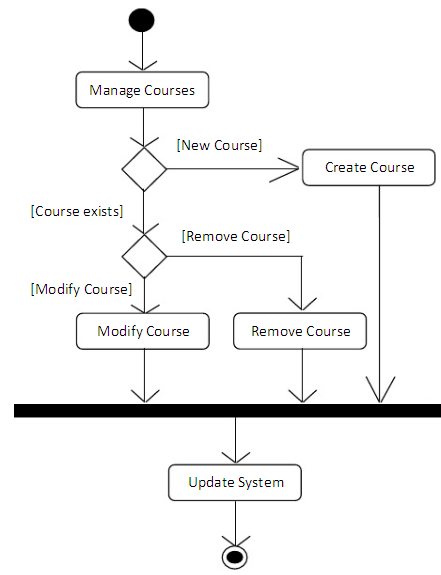 Manage Courses
[New Course]
Create Course
[Course exists]
[Remove Course]
[Modify Course]
Modify Course
Remove Course
Update System